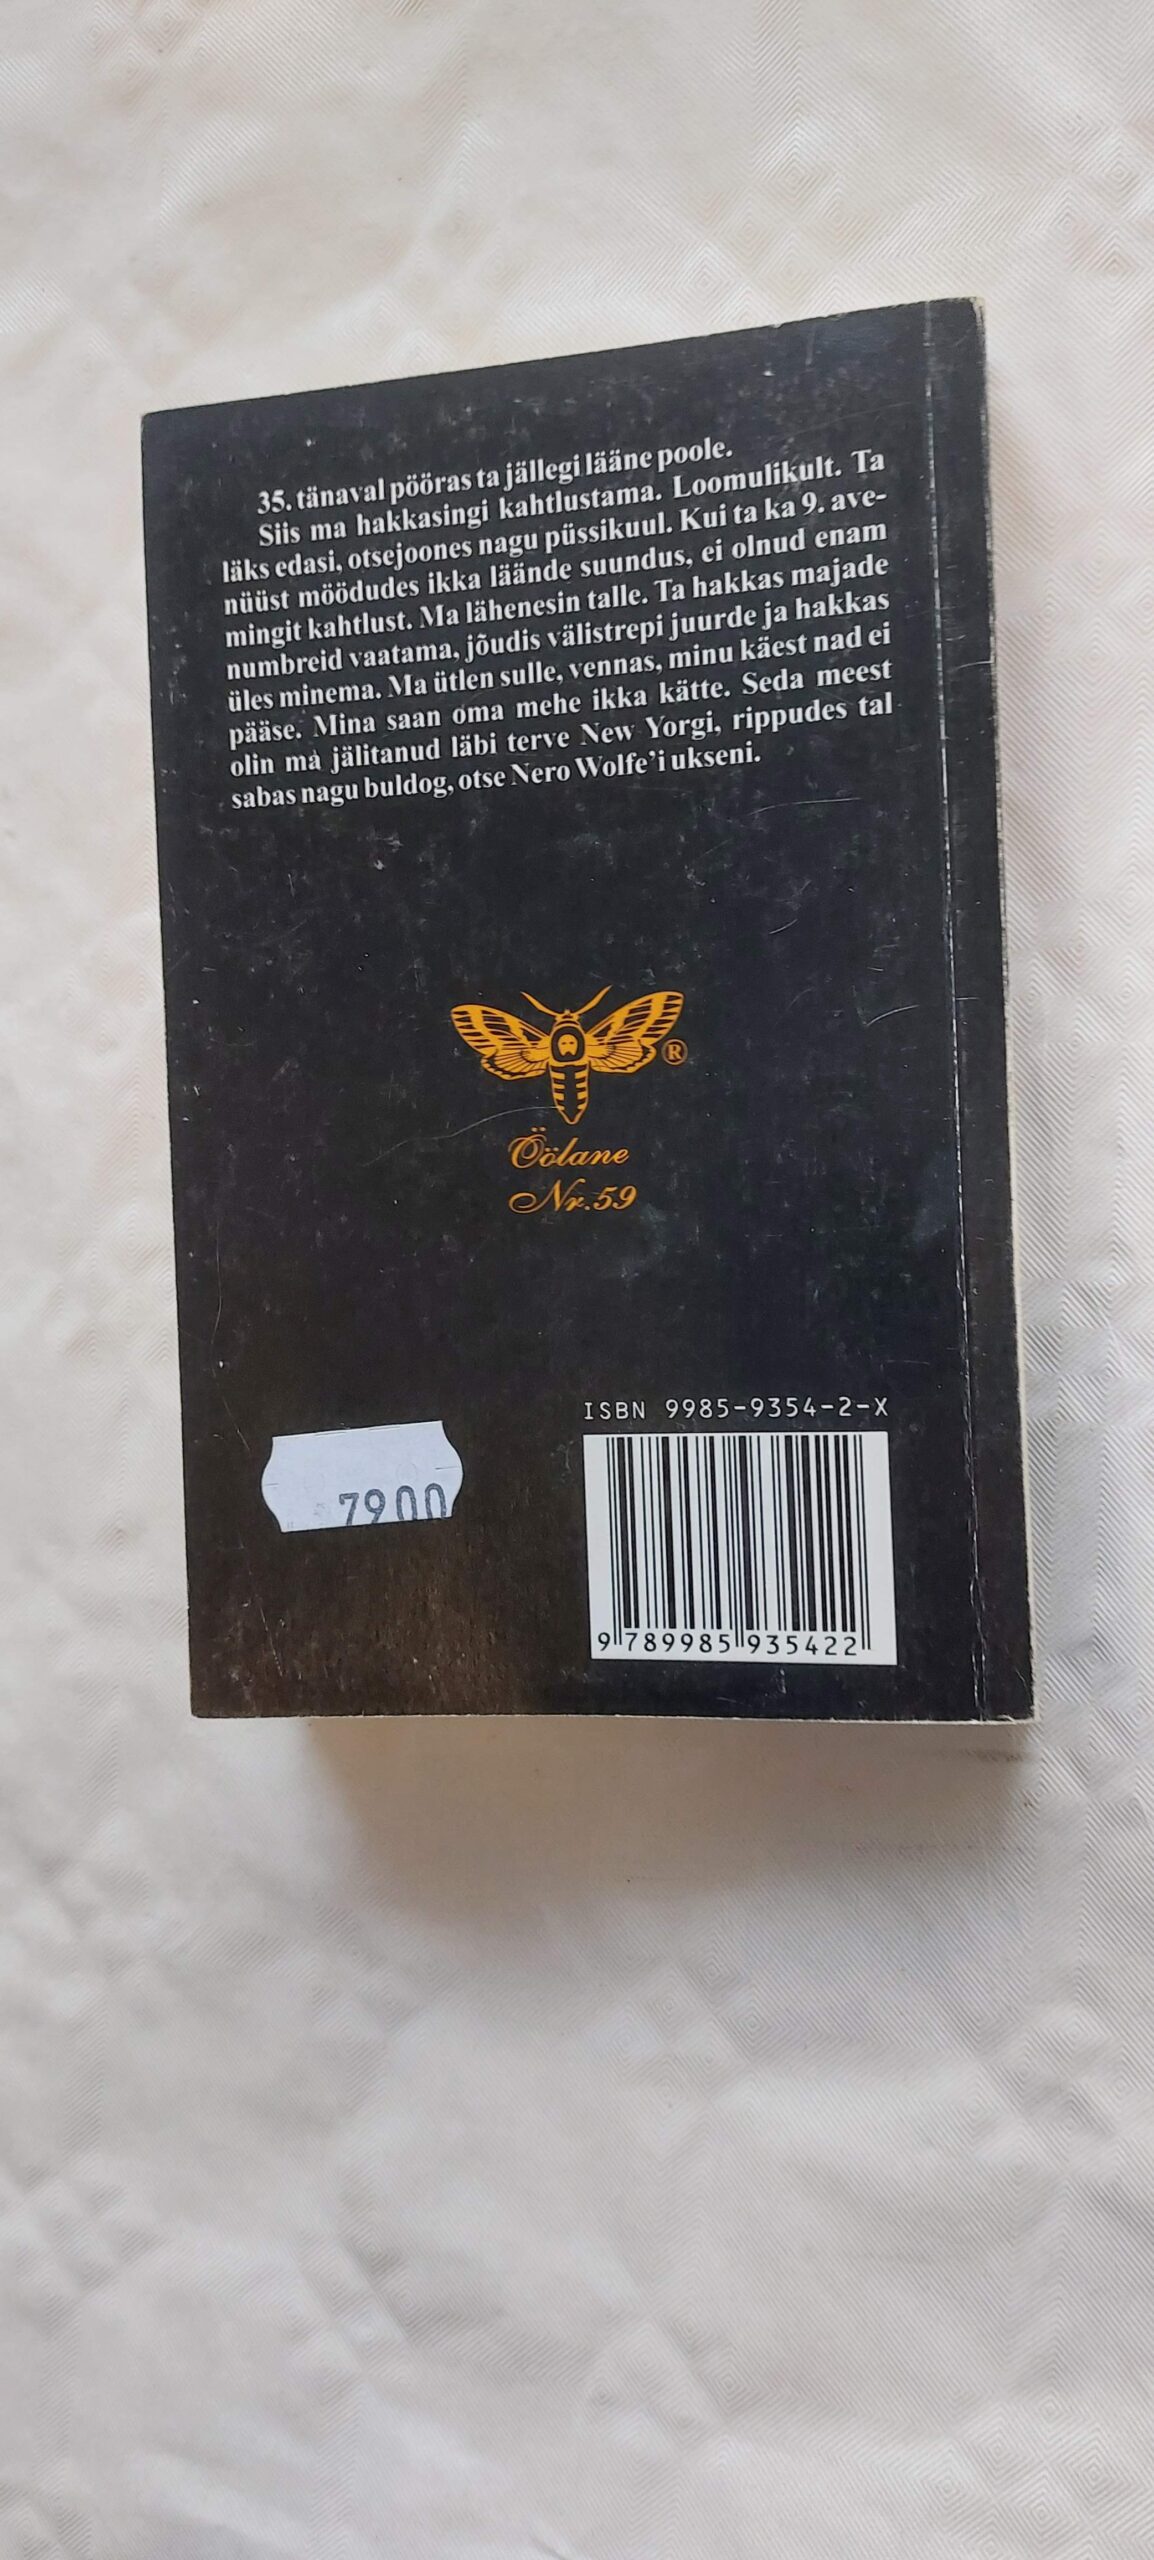 35. tänaval pööras ta jällegi lääne poole.
Siis ma hakkasingi kahtlustama. Loomulikult. Ta
läks edasi, otsejoones nagu püssikuul. Kui ta ka 9. ave-
nüüst möödudes ikka läände suundus, ei olnud enam
mingit kahtlust. Ma lähenesin talle. Ta hakkas majade
numbreid vaatama, jõudis välistrepi juurde ja hakkas
üles minema. Ma ütlen sulle, vennas, minu käest nad ei
pääse. Mina saan oma mehe ikka kätte. Seda meest
olin ma jälitanud läbi terve New Yorgi, rippudes tal
sabas nagu buldog, otse Nero Wolfe'i ukseni.
®
Öölane
Nr.59
ISBN 9985-9354-2-X
7900
9 789985 935422